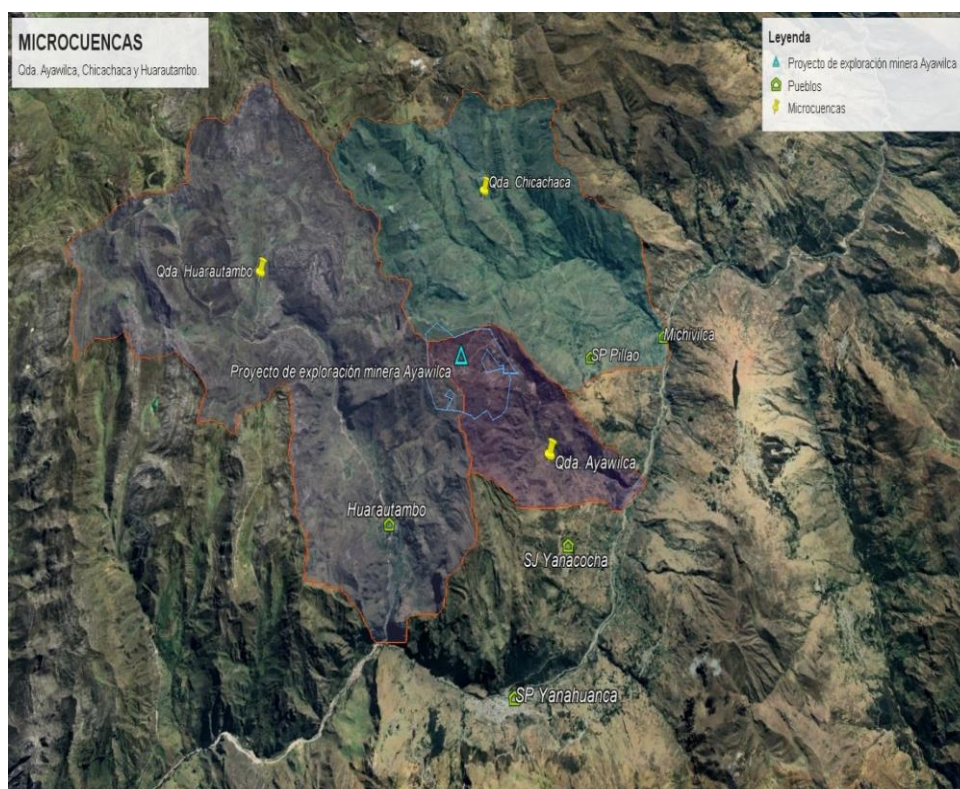 MICROCUENCAS
Qda. Ayawilca, Chicachaca y Huarautambo.
Leyenda
Proyecto de exploración minera Ayawilca
Pueblos
Microcuencas
Qda. Chicachaca
Qda. Huarautambo
Michivilca
SP Pillao
Proyecto de exploración minera Ayawilca
Qda. Ayawilca
Huarautambo
SJ Yanacocha
SP Yanahuanca